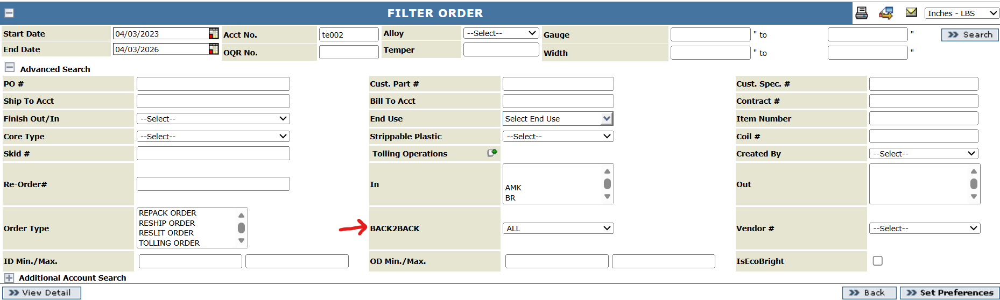 FILTER ORDER
Inches - LBS
Start Date 04/03/2023 Acct No. te002 Alloy --Select-- Gauge " to " Search
End Date 04/03/2026 OQR No. Temper Width " to "
Advanced Search
PO # Cust. Part # Cust. Spec. #
Ship To Acct Bill To Acct Contract #
Finish Out/In --Select-- End Use Select End Use Item Number
Core Type --Select-- Strippable Plastic --Select-- Coil #
Skid # Tolling Operations Created By --Select--
Re-Order# In AMK Out
BR
REPACK ORDER
RESHIP ORDER
Order Type BACK2BACK ALL Vendor # --Select--
RESLIT ORDER
TOLLING ORDER
ID Min./Max. OD Min./Max. IsEcoBright
Additional Account Search
View Detail Back Set Preferences